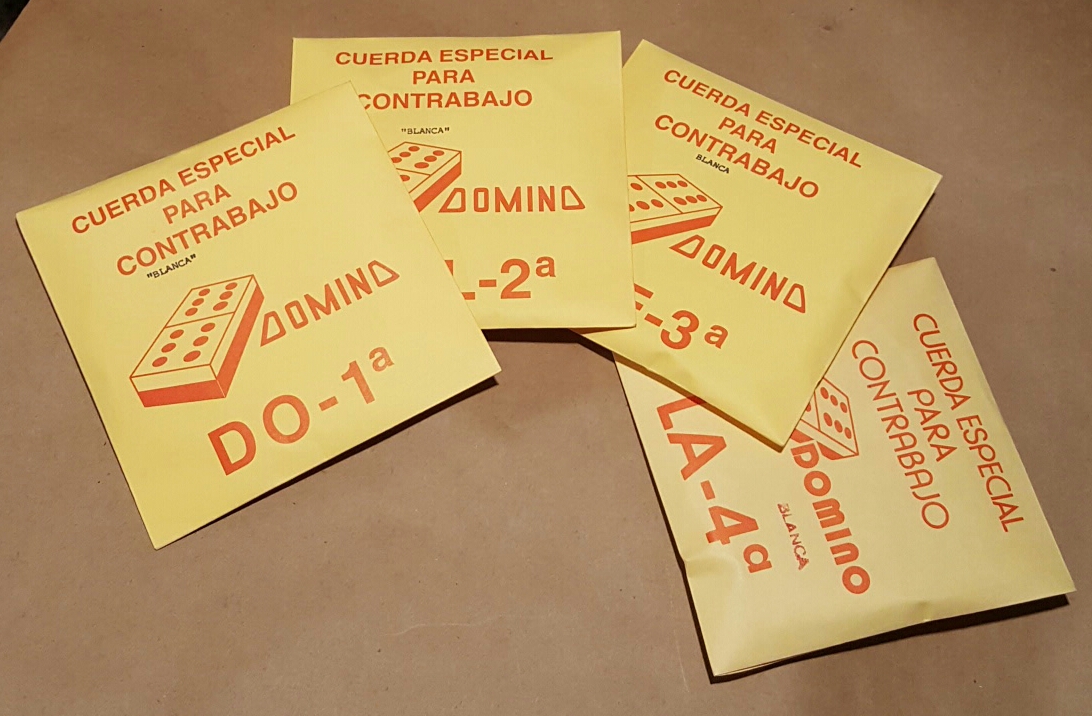 CUERDA ESPECIAL
PARA
CONTRABAJO
"BLANCA"
DOMINO
DO-1ª
CUERDA ESPECIAL
PARA
CONTRABAJO
"BLANCA"
DOMINO
L-2ª
CUERDA ESPECIAL
PARA
CONTRABAJO
BLANCA
DOMINO
-3ª
CUERDA ESPECIAL
PARA
CONTRABAJO
DOMINO
BLANCA
LA-4ª